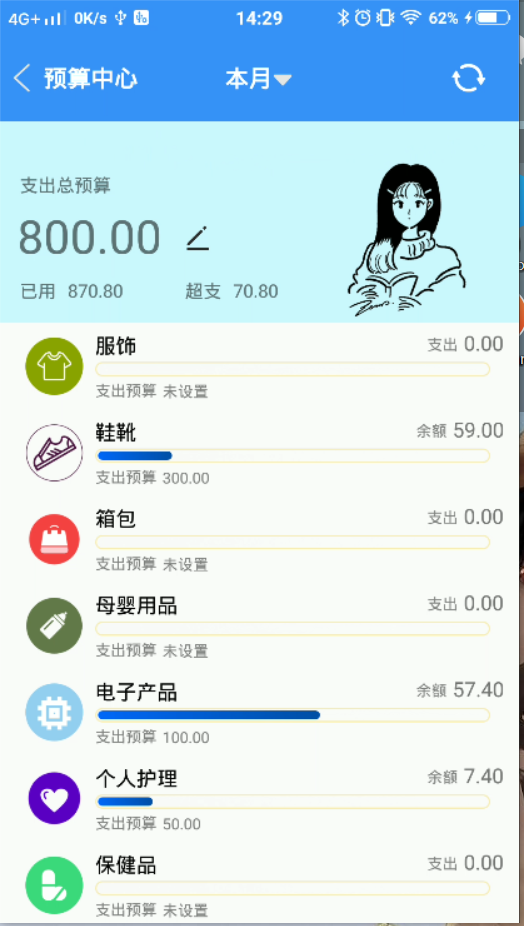 4G+ 0K/s 14:29 62%
预算中心 本月
支出总预算
800.00
已用 870.80 超支 70.80
服饰 支出 0.00
支出预算 未设置
鞋靴 余额 59.00
支出预算 300.00
箱包 支出 0.00
支出预算 未设置
母婴用品 支出 0.00
支出预算 未设置
电子产品 余额 57.40
支出预算 100.00
个人护理 余额 7.40
支出预算 50.00
保健品 支出 0.00
支出预算 未设置